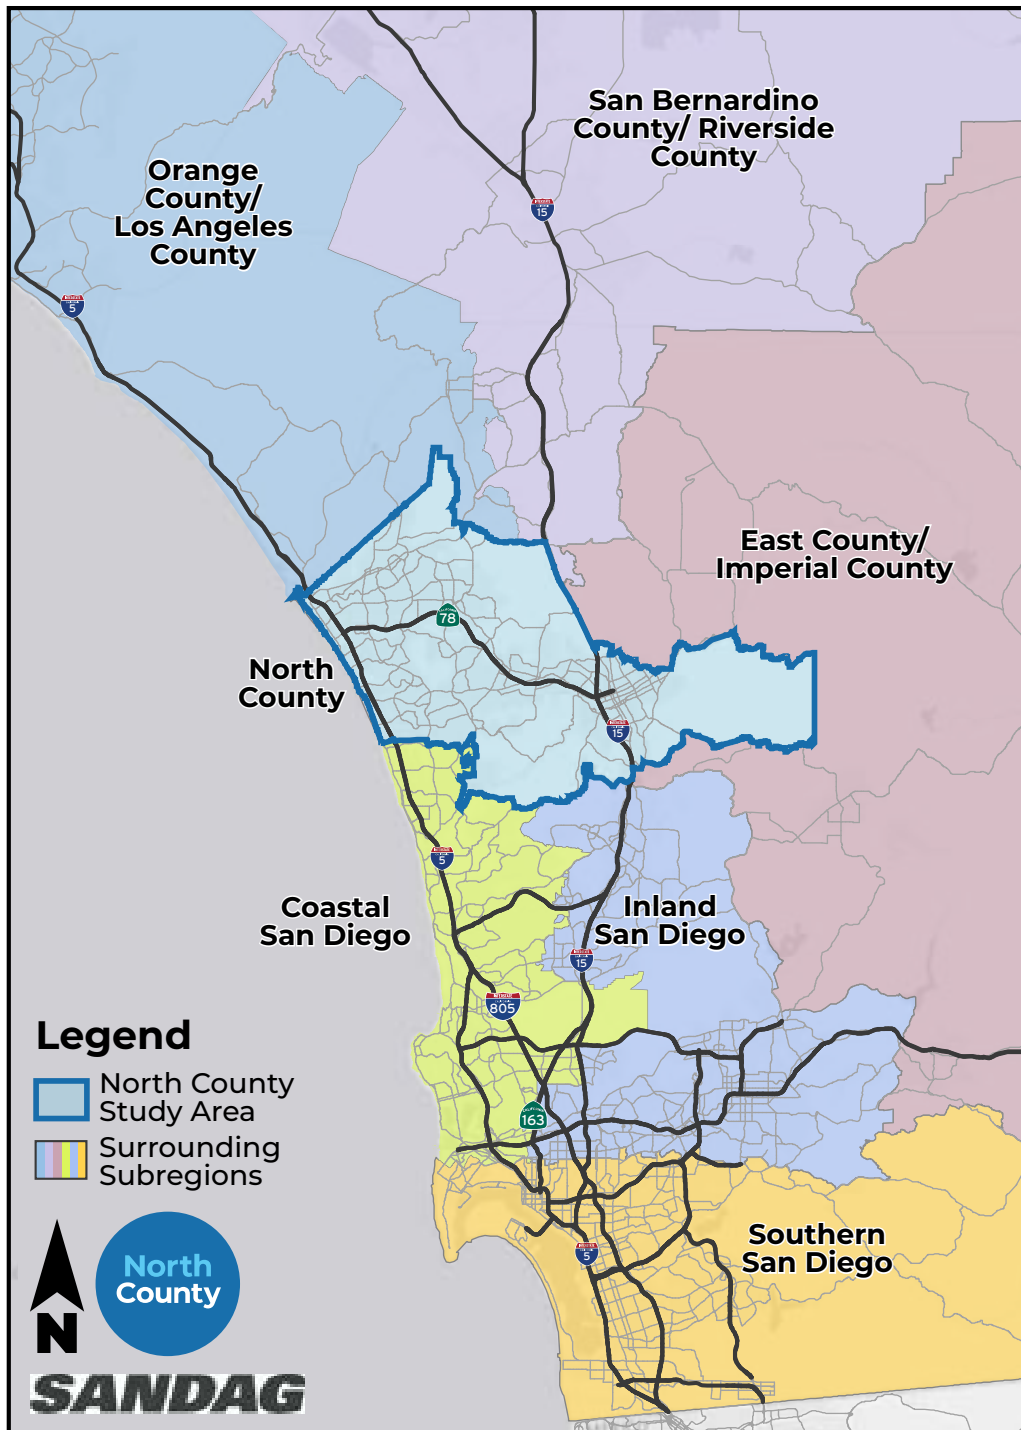 San Bernardino
County/ Riverside
County
Orange
County/
Los Angeles
County
15
5
East County/
Imperial County
78
North
County
15
5
Coastal
San Diego
Inland
San Diego
15
805
Legend
North County
Study Area
Surrounding
Subregions
163
Southern
San Diego
5
North
County
N
SANDAG